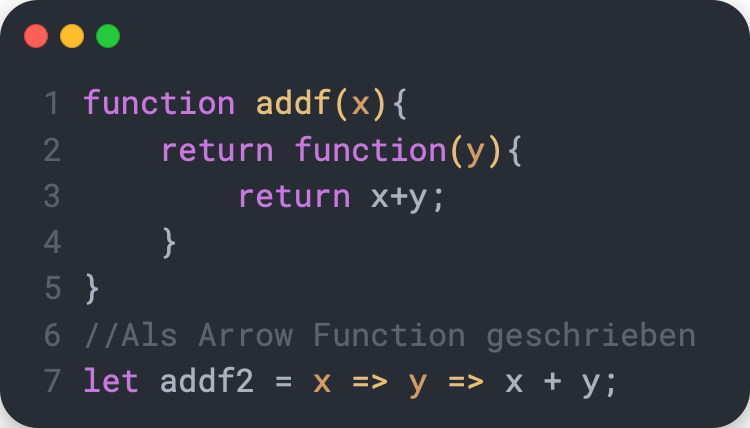 1 function addf(x){
2     return function(y){
3         return x+y;
4     }
5 }
6 //Als Arrow Function geschrieben
7 let addf2 = x => y => x + y;